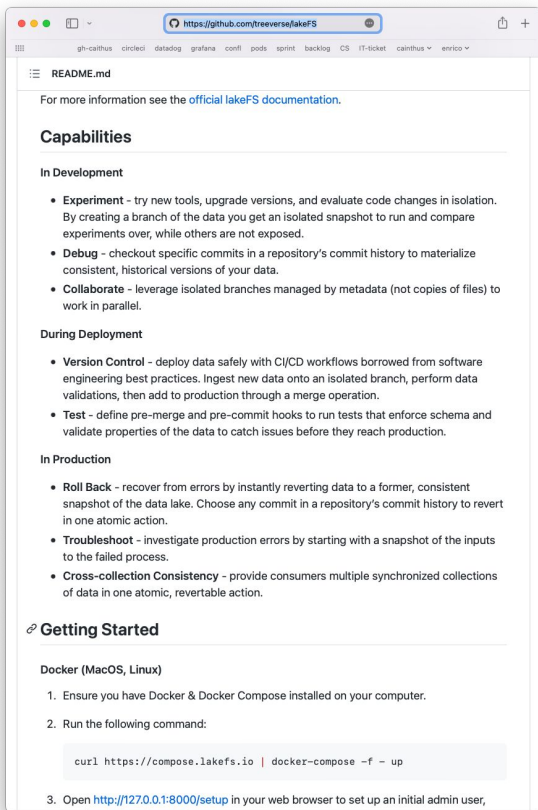 https://github.com/treeverse/lakeFS
gh-caithus circleci datadog grafana confl pods sprint backlog CS IT-ticket cainthus enrico
README.md
For more information see the official lakeFS documentation.
Capabilities
In Development
• Experiment - try new tools, upgrade versions, and evaluate code changes in isolation.
By creating a branch of the data you get an isolated snapshot to run and compare
experiments over, while others are not exposed.
• Debug - checkout specific commits in a repository's commit history to materialize
consistent, historical versions of your data.
• Collaborate - leverage isolated branches managed by metadata (not copies of files) to
work in parallel.
During Deployment
• Version Control - deploy data safely with CI/CD workflows borrowed from software
engineering best practices. Ingest new data onto an isolated branch, perform data
validations, then add to production through a merge operation.
• Test - define pre-merge and pre-commit hooks to run tests that enforce schema and
validate properties of the data to catch issues before they reach production.
In Production
• Roll Back - recover from errors by instantly reverting data to a former, consistent
snapshot of the data lake. Choose any commit in a repository's commit history to revert
in one atomic action.
• Troubleshoot - investigate production errors by starting with a snapshot of the inputs
to the failed process.
• Cross-collection Consistency - provide consumers multiple synchronized collections
of data in one atomic, revertable action.
Getting Started
Docker (MacOS, Linux)
1. Ensure you have Docker & Docker Compose installed on your computer.
2. Run the following command:
curl https://compose.lakefs.io | docker-compose -f - up
3. Open http://127.0.0.1:8000/setup in your web browser to set up an initial admin user,